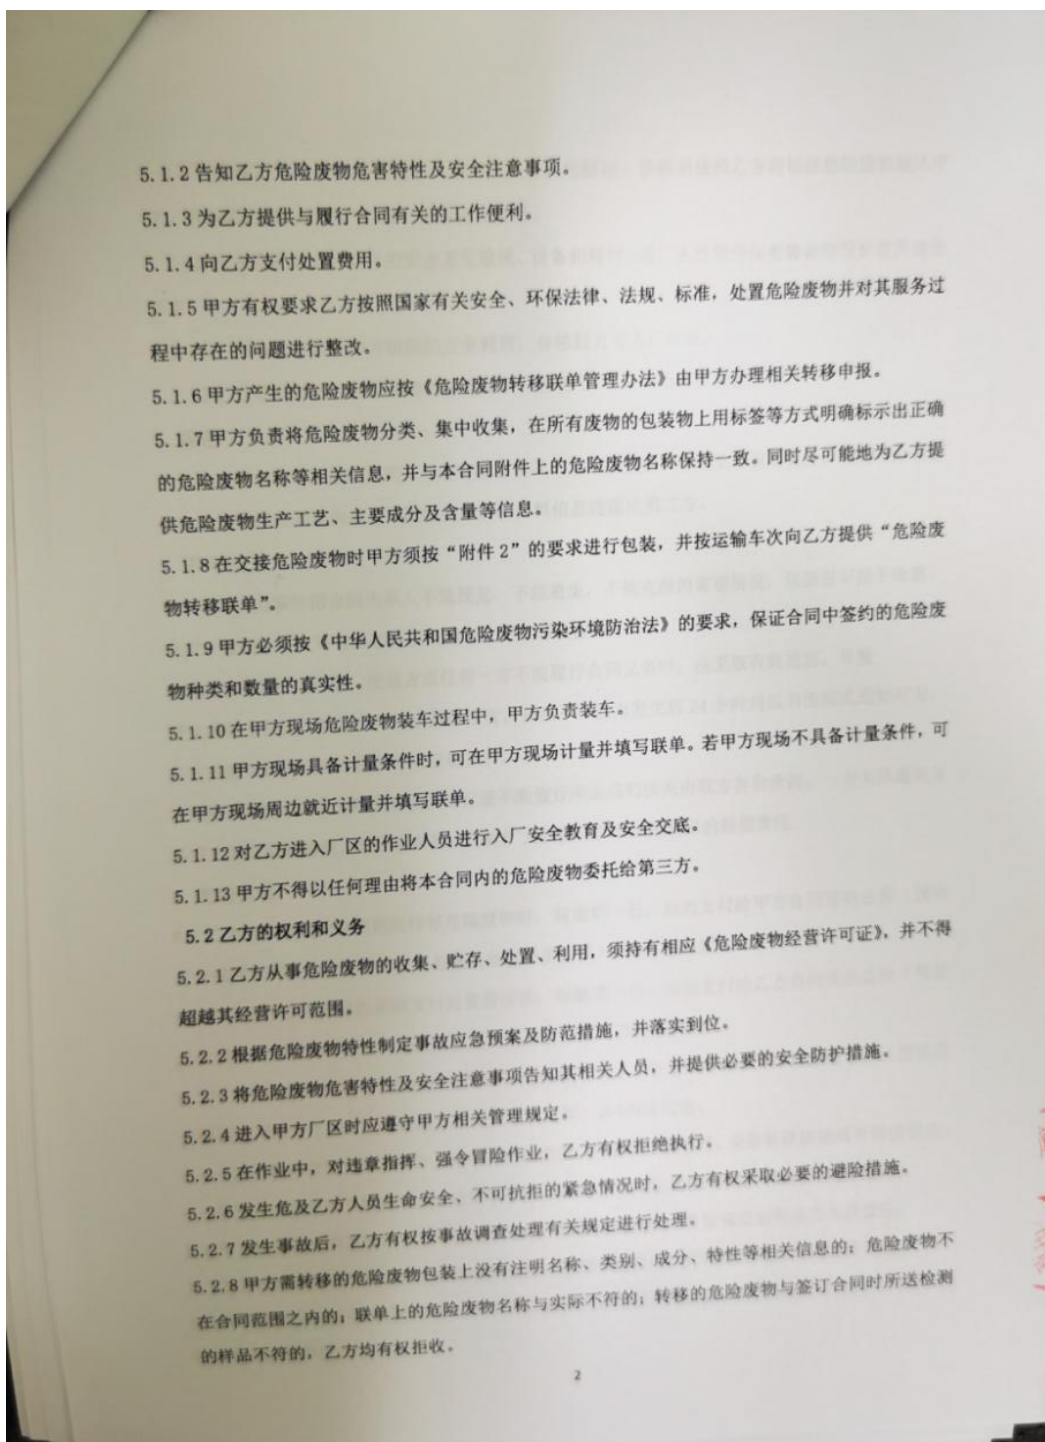 5.1.2 告知乙方危险废物危害特性及安全注意事项。
5.1.3 为乙方提供与履行合同有关的工作便利。
5.1.4 向乙方支付处置费用。
5.1.5 甲方有权要求乙方按照国家有关安全、环保法律、法规、标准，处置危险废物并对其服务过
程中存在的问题进行整改。
5.1.6 甲方产生的危险废物应按《危险废物转移联单管理办法》由甲方办理相关转移申报。
5.1.7 甲方负责将危险废物分类、集中收集，在所有废物的包装物上用标签等方式明确标示出正确
的危险废物名称等相关信息，并与本合同附件上的危险废物名称保持一致。同时尽可能地为乙方提
供危险废物生产工艺、主要成分及含量等信息。
5.1.8 在交接危险废物时甲方须按“附件 2”的要求进行包装，并按运输车次向乙方提供“危险废
物转移联单”。
5.1.9 甲方必须按《中华人民共和国危险废物污染环境防治法》的要求，保证合同中签约的危险废
物种类和数量的真实性。
5.1.10 在甲方现场危险废物装车过程中，甲方负责装车。
5.1.11 甲方现场具备计量条件时，可在甲方现场计量并填写联单。若甲方现场不具备计量条件，可
在甲方现场周边就近计量并填写联单。
5.1.12 对乙方进入厂区的作业人员进行入厂安全教育及安全交底。
5.1.13 甲方不得以任何理由将本合同内的危险废物委托给第三方。
5.2 乙方的权利和义务
5.2.1 乙方从事危险废物的收集、贮存、处置、利用，须持有相应《危险废物经营许可证》，并不得
超越其经营许可范围。
5.2.2 根据危险废物特性制定事故应急预案及防范措施，并落实到位。
5.2.3 将危险废物危害特性及安全注意事项告知其相关人员，并提供必要的安全防护措施。
5.2.4 进入甲方厂区时应遵守甲方相关管理规定。
5.2.5 在作业中，对违章指挥、强令冒险作业，乙方有权拒绝执行。
5.2.6 发生危及乙方人员生命安全、不可抗拒的紧急情况时，乙方有权采取必要的避险措施。
5.2.7 发生事故后，乙方有权按事故调查处理有关规定进行处理。
5.2.8 甲方需转移的危险废物包装上没有注明名称、类别、成分、特性等相关信息的；危险废物不
在合同范围之内的；联单上的危险废物名称与实际不符的；转移的危险废物与签订合同时所送检测
的样品不符的，乙方均有权拒收。
2